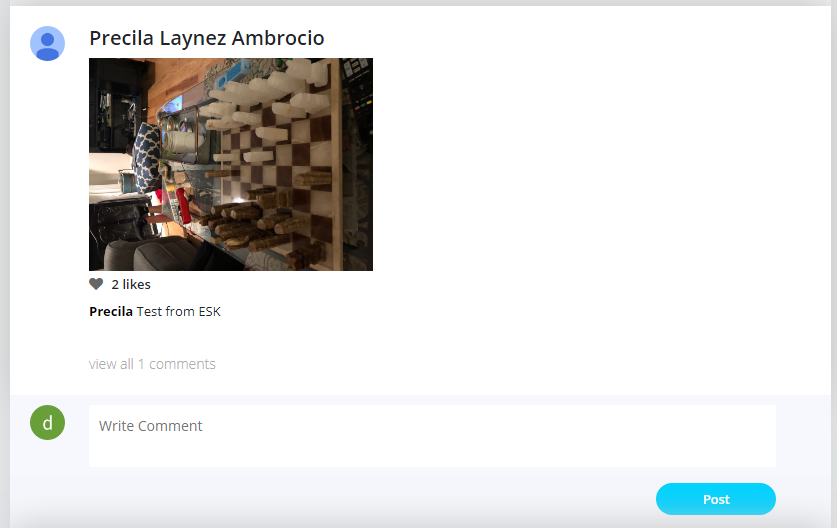 Precila Laynez Ambrocio
2 likes
Precila Test from ESK
view all 1 comments
d
Write Comment
Post